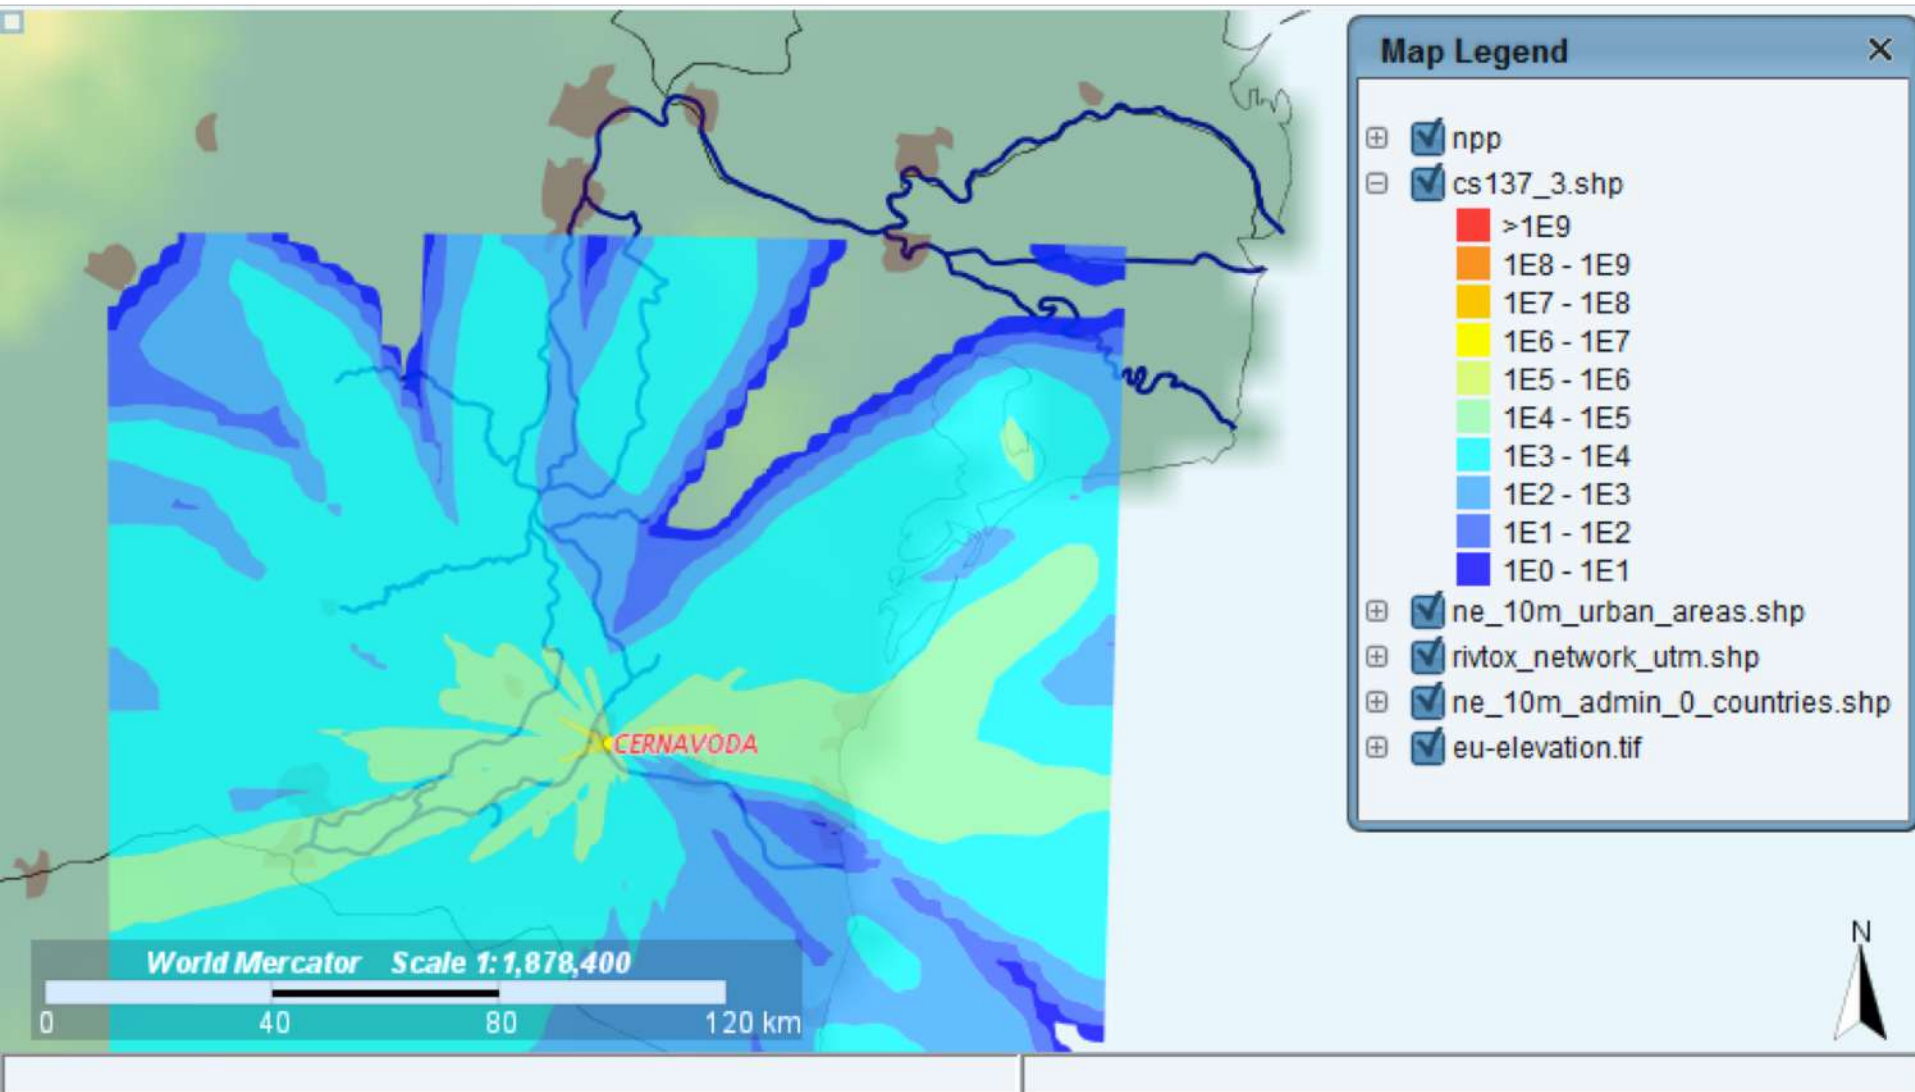 Map Legend
npp
cs137_3.shp
>1E9
1E8 - 1E9
1E7 - 1E8
1E6 - 1E7
1E5 - 1E6
1E4 - 1E5
1E3 - 1E4
1E2 - 1E3
1E1 - 1E2
1E0 - 1E1
ne_10m_urban_areas.shp
rivtox_network_utm.shp
ne_10m_admin_0_countries.shp
eu-elevation.tif
CERNAVODA
World Mercator Scale 1:1,878,400
0 40 80 120 km
N